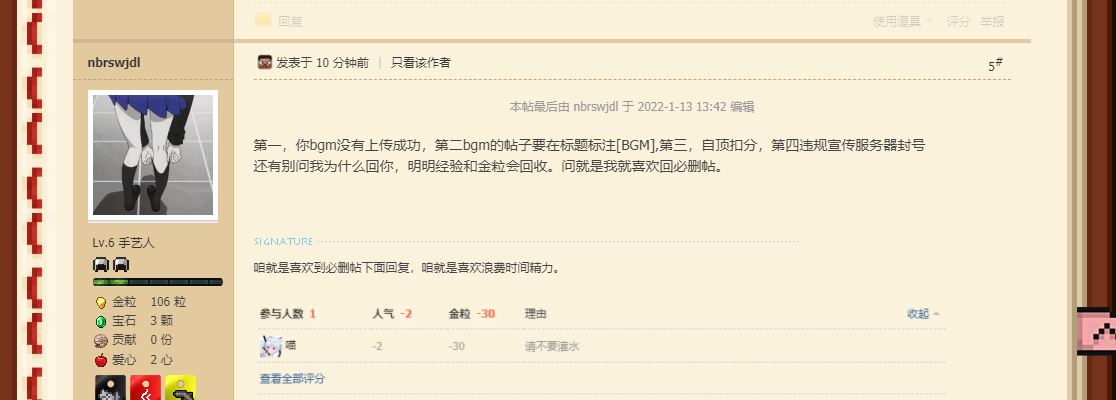 回复 使用道具 评分 举报
nbrswjdl 发表于 10 分钟前 | 只看该作者 5#
本帖最后由 nbrswjdl 于 2022-1-13 13:42 编辑
第一，你bgm没有上传成功，第二bgm的帖子要在标题标注[BGM],第三，自顶扣分，第四违规宣传服务器封号
还有别问我为什么回你，明明经验和金粒会回收。问就是我就喜欢回必删帖。
Lv.6 手艺人
金粒 106 粒
宝石 3 颗
贡献 0 份
爱心 2 心
SIGNATURE
咱就是喜欢到必删帖下面回复，咱就是喜欢浪费时间精力。
参与人数 1 人气 -2 金粒 -30 理由 收起
喵 -2 -30 请不要灌水
查看全部评分